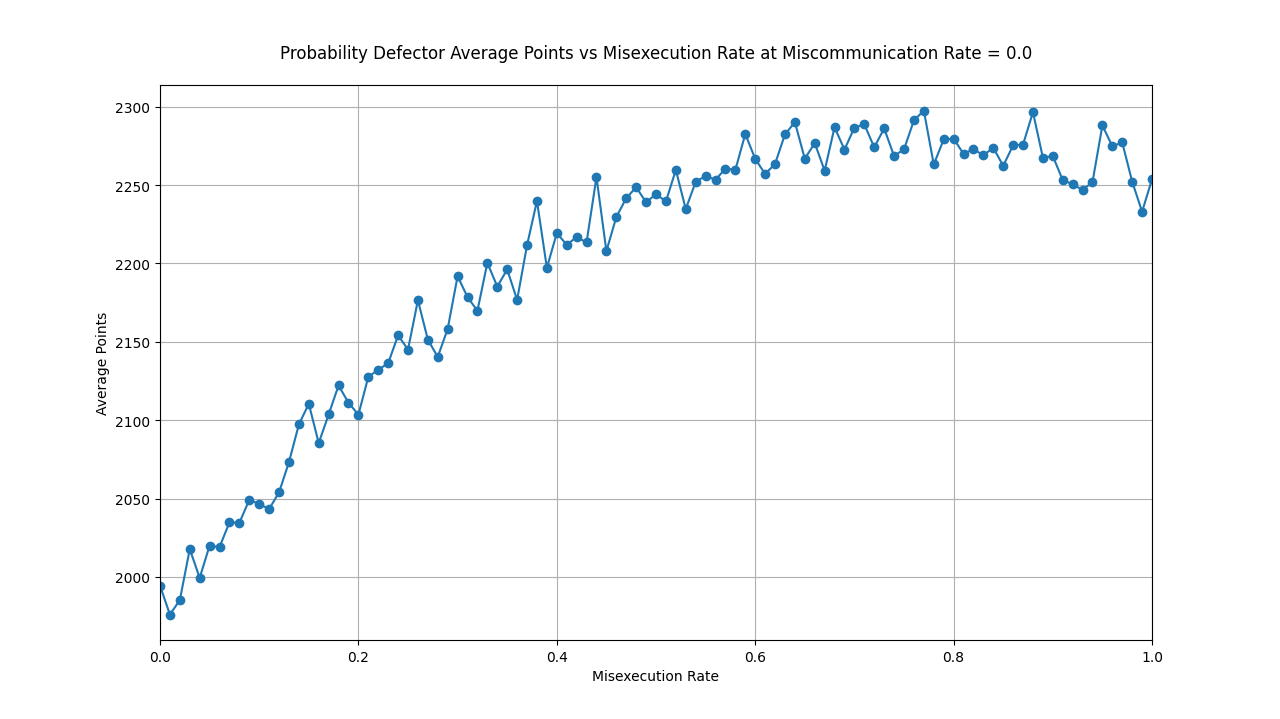 Probability Defector Average Points vs Misexecution Rate at Miscommunication Rate = 0.0
2300
2250
2200
2150
2100
2050
2000
Average Points
0.0 0.2 0.4 0.6 0.8 1.0
Misexecution Rate